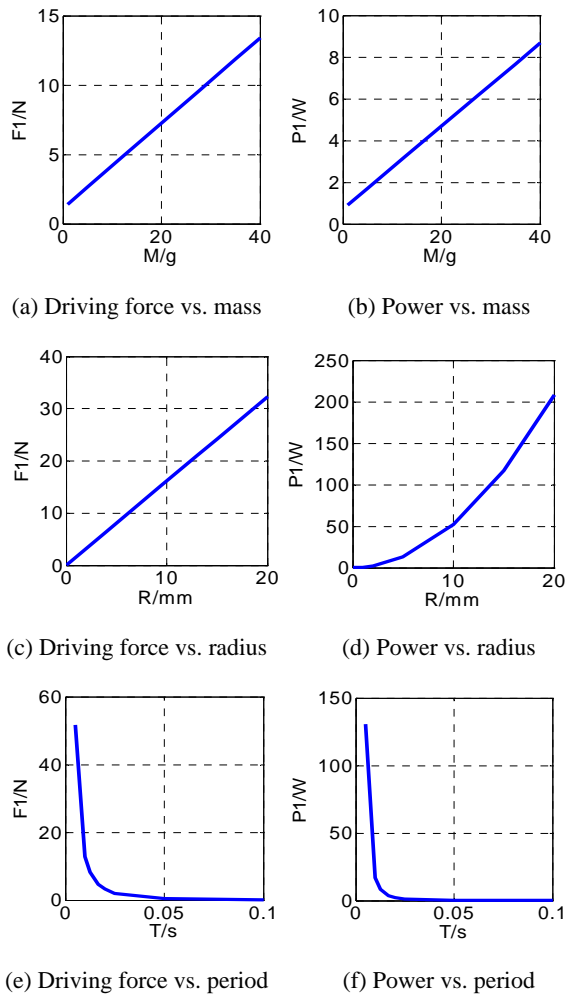 15
10
5
0
F1/N
0 20 40
M/g
10
8
6
4
2
0
P1/W
0 20 40
M/g
(a) Driving force vs. mass
(b) Power vs. mass
40
30
20
10
0
F1/N
0 10 20
R/mm
250
200
150
100
50
0
P1/W
0 10 20
R/mm
(c) Driving force vs. radius
(d) Power vs. radius
60
40
20
0
F1/N
0 0.05 0.1
T/s
150
100
50
0
P1/W
0 0.05 0.1
T/s
(e) Driving force vs. period
(f) Power vs. period